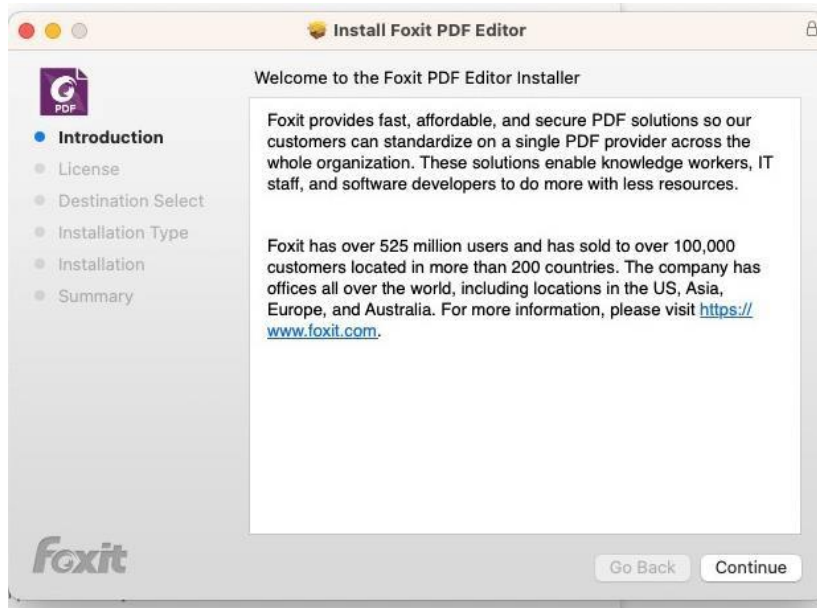 Install Foxit PDF Editor
PDF
Welcome to the Foxit PDF Editor Installer
Introduction
License
Destination Select
Installation Type
Installation
Summary
Foxit provides fast, affordable, and secure PDF solutions so our
customers can standardize on a single PDF provider across the
whole organization. These solutions enable knowledge workers, IT
staff, and software developers to do more with less resources.
Foxit has over 525 million users and has sold to over 100,000
customers located in more than 200 countries. The company has
offices all over the world, including locations in the US, Asia,
Europe, and Australia. For more information, please visit https://
www.foxit.com.
Foxit
Go Back
Continue